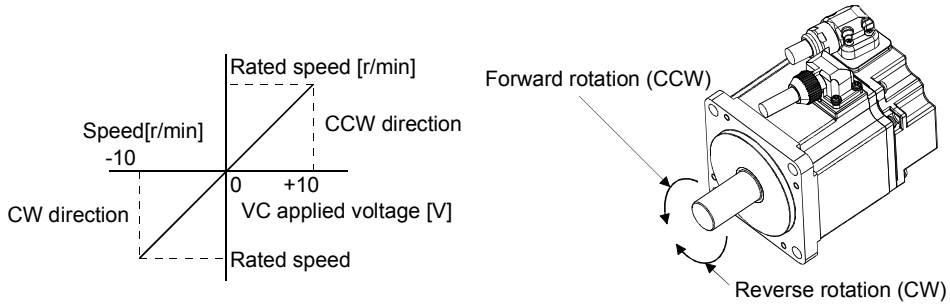 Rated speed [r/min]
Speed[r/min]
CCW direction
-10
0
+10
CW direction
VC applied voltage [V]
Rated speed
Forward rotation (CCW)
Reverse rotation (CW)